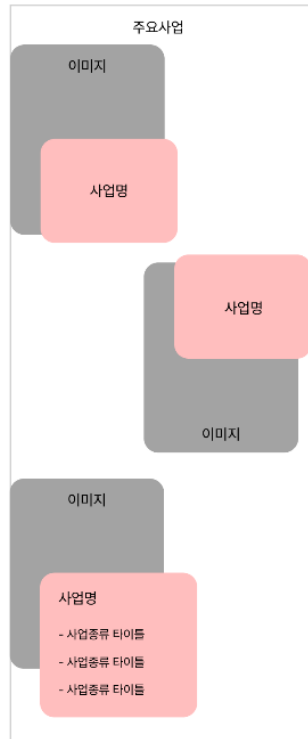 주요사업
이미지
사업명
사업명
이미지
이미지
사업명
- 사업종류 타이틀
- 사업종류 타이틀
- 사업종류 타이틀